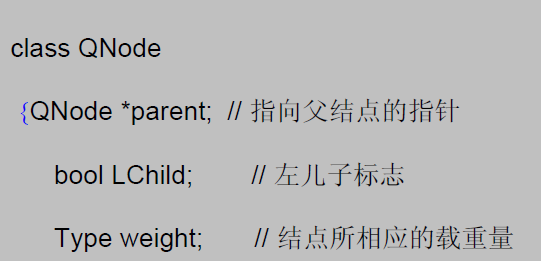 class QNode
{QNode *parent; // 指向父结点的指针
bool LChild; // 左儿子标志
Type weight; // 结点所相应的载重量